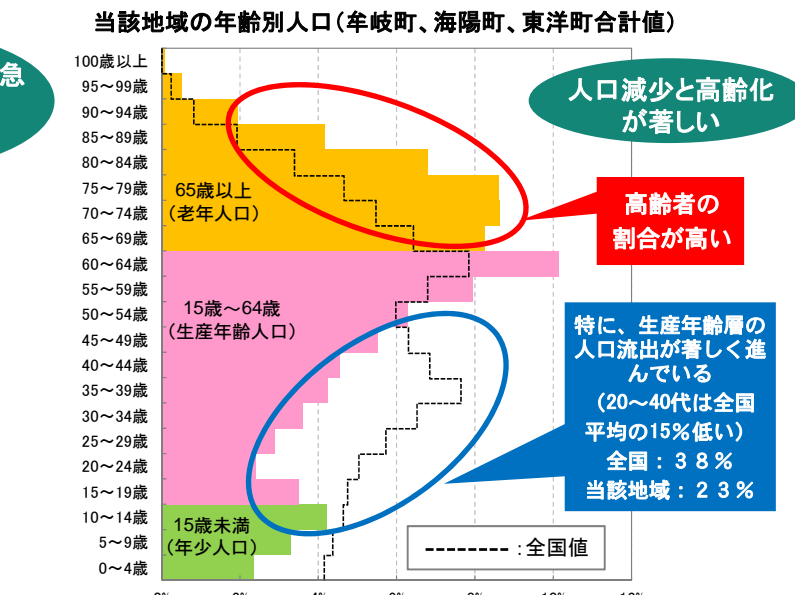 当該地域の年齢別人口（牟岐町、海陽町、東洋町合計値）
急
100歳以上
95～99歳
90～94歳
85～89歳
80～84歳
75～79歳
70～74歳
65～69歳
60～64歳
55～59歳
50～54歳
45～49歳
40～44歳
35～39歳
30～34歳
25～29歳
20～24歳
15～19歳
10～14歳
5～9歳
0～4歳
65歳以上
（老年人口）
15歳～64歳
（生産年齢人口）
15歳未満
（年少人口）
人口減少と高齢化
が著しい
高齢者の
割合が高い
特に、生産年齢層の
人口流出が著しく進
んでいる
（20～40代は全国
平均の15％低い）
全国：３８％
当該地域：２３％
：全国値